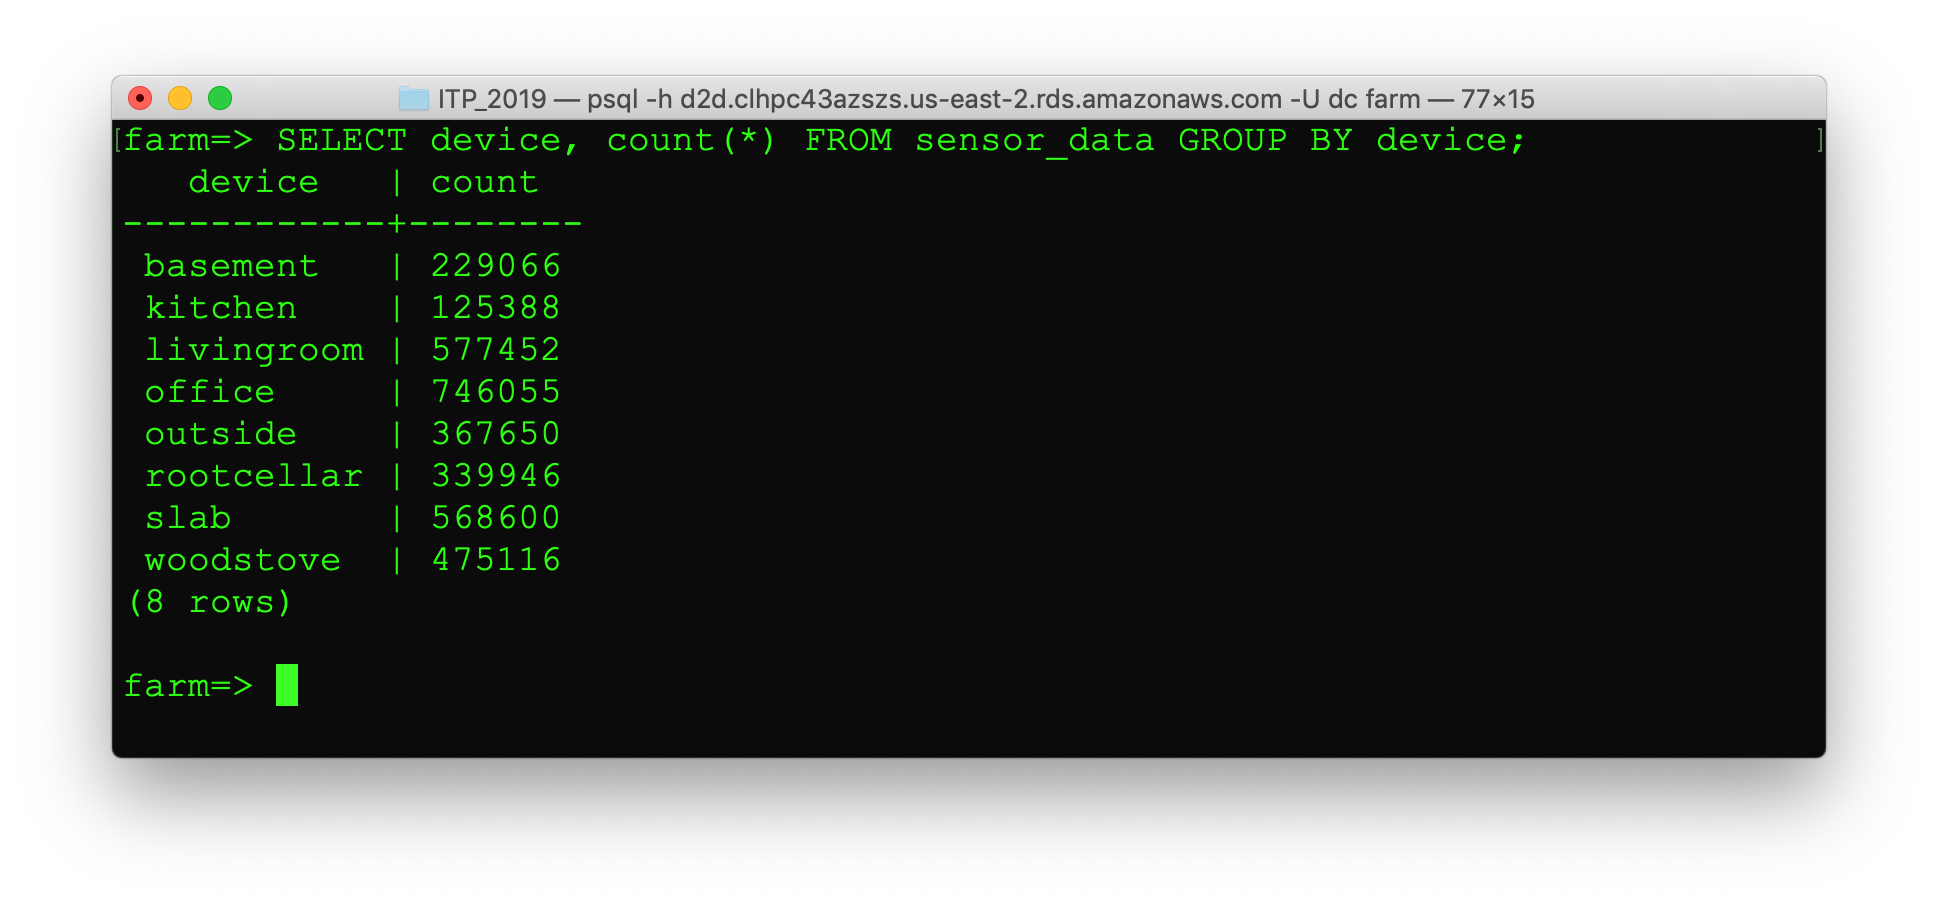 ITP_2019 — psql -h d2d.clhpc43azszs.us-east-2.rds.amazonaws.com -U dc farm — 77×15
[farm=> SELECT device, count(*) FROM sensor_data GROUP BY device; ]
   device   | count
------------+--------
 basement   | 229066
 kitchen    | 125388
 livingroom | 577452
 office     | 746055
 outside    | 367650
 rootcellar | 339946
 slab       | 568600
 woodstove  | 475116
(8 rows)
farm=>